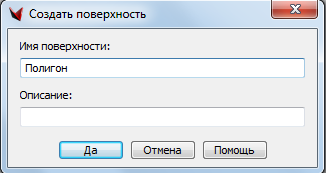 Создать поверхность
Имя поверхности:
Полигон
Описание:
Да Отмена Помощь